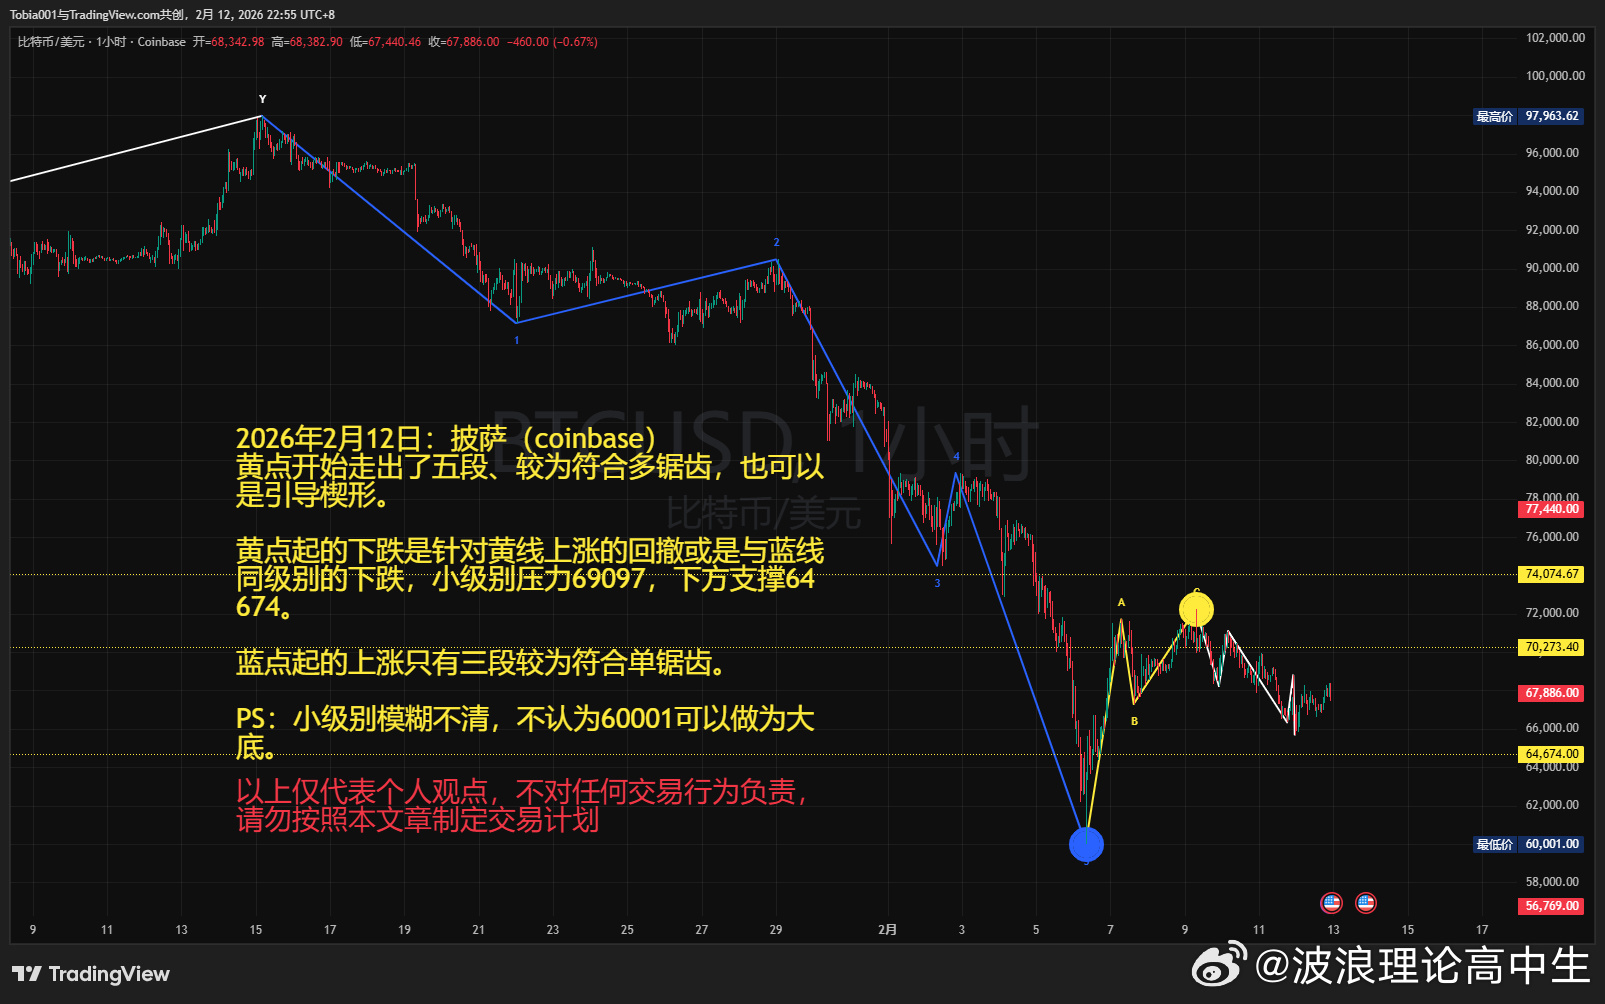 Tobia001与TradingView.com共创，2月 12, 2026 22:55 UTC+8
比特币/美元 · 1小时 · Coinbase 开=68,342.98 高=68,382.90 低=67,440.46 收=67,886.00 −460.00 (−0.67%)
102,000.00
100,000.00
Y
最高价 97,963.62
96,000.00
94,000.00
92,000.00
2
90,000.00
88,000.00
1
86,000.00
84,000.00
82,000.00
BTCUSD, 1小时
比特币/美元
2026年2月12日：披萨（coinbase）
黄点开始走出了五段、较为符合多锯齿，也可以
是引导楔形。
4
80,000.00
78,000.00
77,440.00
76,000.00
黄点起的下跌是针对黄线上涨的回撤或是与蓝线
同级别的下跌，小级别压力69097，下方支撑64
674。
3
74,074.67
A
C
72,000.00
70,273.40
蓝点起的上涨只有三段较为符合单锯齿。
67,886.00
B
66,000.00
PS：小级别模糊不清，不认为60001可以做为大
底。
64,674.00
64,000.00
以上仅代表个人观点，不对任何交易行为负责，
请勿按照本文章制定交易计划
62,000.00
最低价 60,001.00
5
58,000.00
56,769.00
9 11 13 15 17 19 21 23 25 27 29 2月 3 5 7 9 11 13 15 17
TradingView
@波浪理论高中生